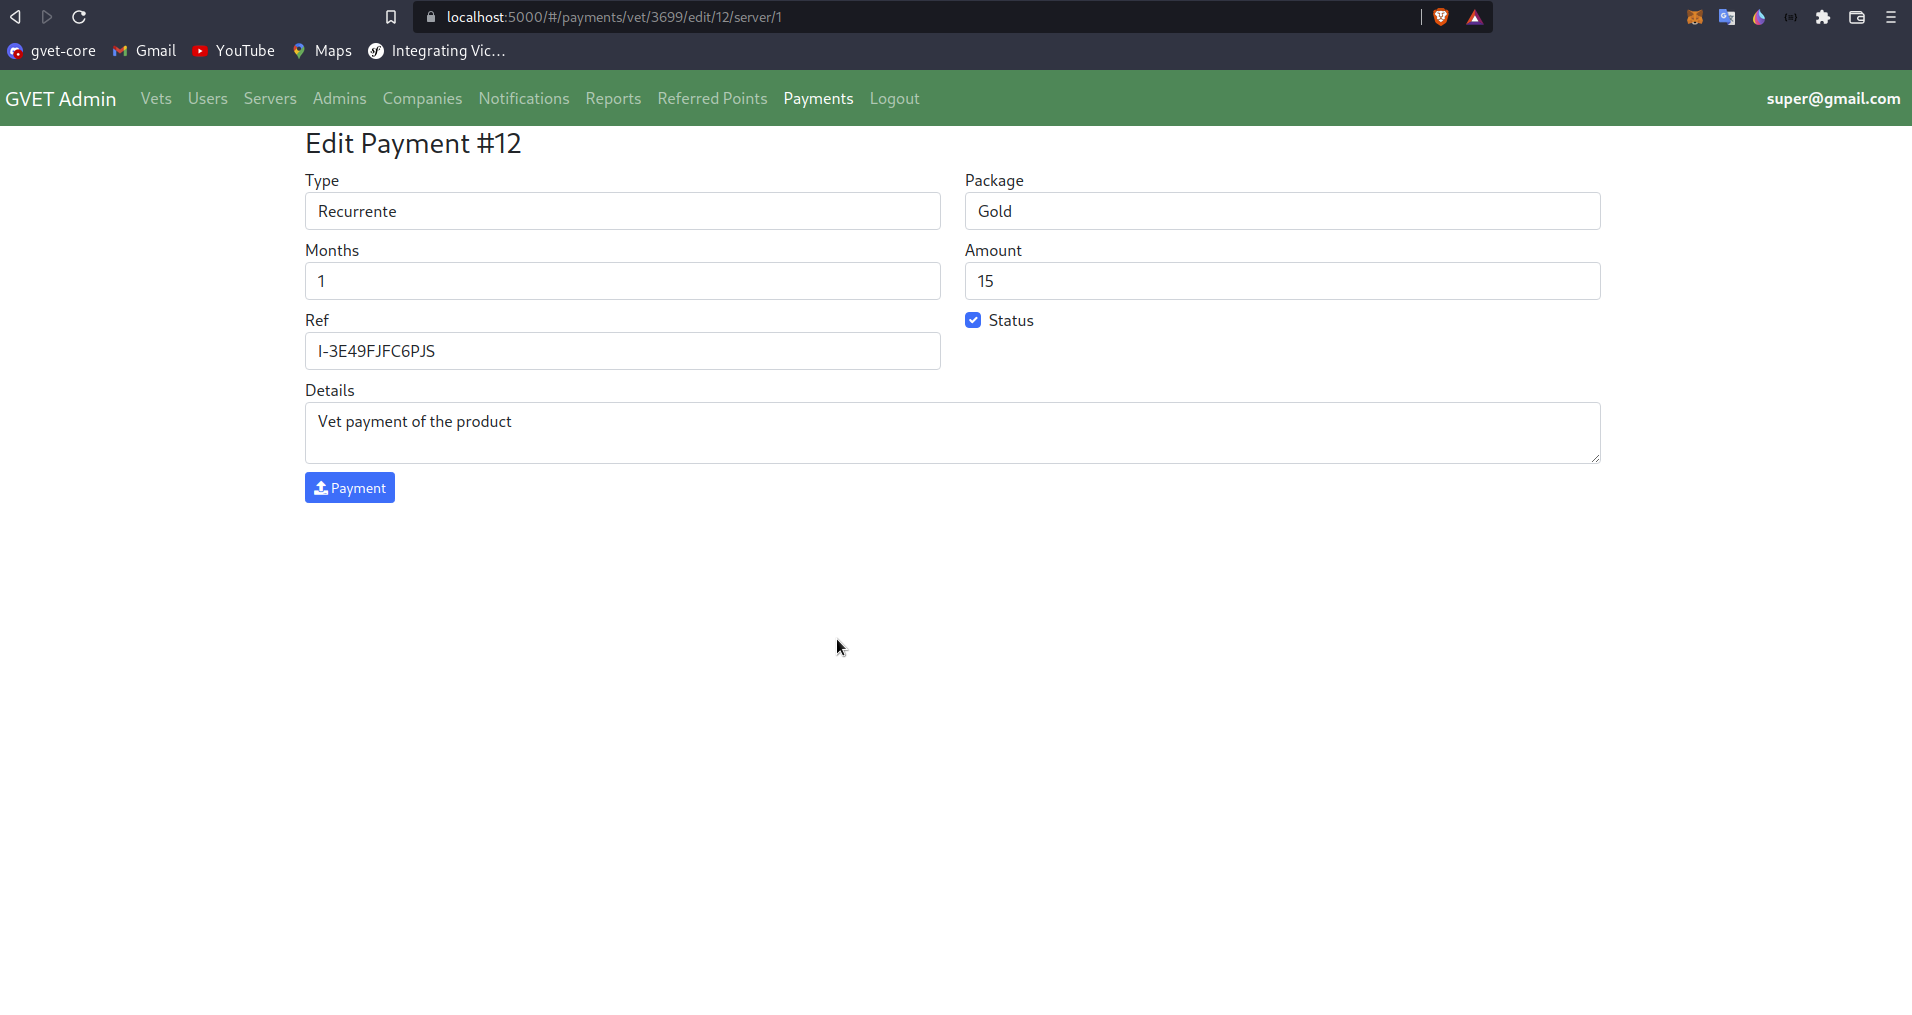 localhost:5000/#/payments/vet/3699/edit/12/server/1
gvet-core Gmail YouTube Maps Integrating Vic...
GVET Admin Vets Users Servers Admins Companies Notifications Reports Referred Points Payments Logout super@gmail.com
Edit Payment #12
Type Package
Recurrente Gold
Months Amount
1 15
Ref Status
I-3E49FJFC6PJS
Details
Vet payment of the product
Payment